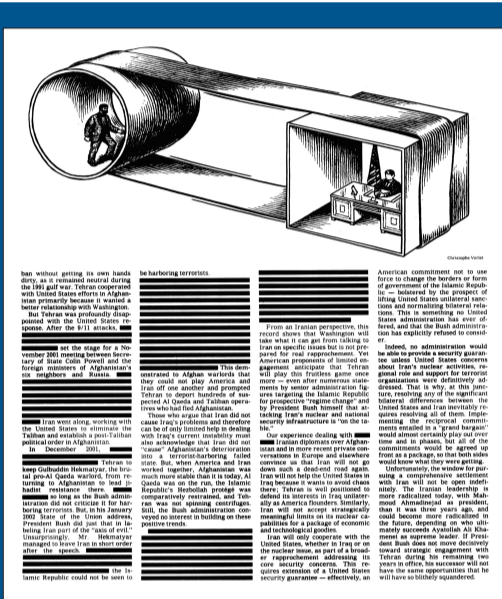 Christophe Vorlet
ban without getting its own hands
dirty, as it remained neutral during
the 1991 gulf war. Tehran cooperated
with United States efforts in Afghan-
istan primarily because it wanted a
better relationship with Washington.
But Tehran was profoundly disap-
pointed with the United States re-
sponse. After the 9/11 attacks,
set the stage for a No-
vember 2001 meeting between Secre-
tary of State Colin Powell and the
foreign ministers of Afghanistan's
six neighbors and Russia.
Iran went along, working with
the United States to eliminate the
Taliban and establish a post-Taliban
political order in Afghanistan.
In December 2001,
Tehran to
keep Gulbuddin Hekmatyar, the bru-
tal pro-Al Qaeda warlord, from re-
turning to Afghanistan to lead ji-
hadist resistance there.
so long as the Bush admin-
istration did not criticize it for har-
boring terrorists. But, in his January
2002 State of the Union address,
President Bush did just that in la-
beling Iran part of the "axis of evil."
Unsurprisingly, Mr. Hekmatyar
managed to leave Iran in short order
after the speech.
the Is-
lamic Republic could not be seen to
be harboring terrorists.
This dem-
onstrated to Afghan warlords that
they could not play America and
Iran off one another and prompted
Tehran to deport hundreds of sus-
pected Al Qaeda and Taliban opera-
tives who had fled Afghanistan.
Those who argue that Iran did not
cause Iraq's problems and therefore
can be of only limited help in dealing
with Iraq's current instability must
also acknowledge that Iran did not
"cause" Afghanistan's deterioration
into a terrorist-harboring failed
state. But, when America and Iran
worked together, Afghanistan was
much more stable than it is today, Al
Qaeda was on the run, the Islamic
Republic's Hezbollah protégé was
comparatively restrained, and Teh-
ran was not spinning centrifuges.
Still, the Bush administration con-
veyed no interest in building on these
positive trends.
From an Iranian perspective, this
record shows that Washington will
take what it can get from talking to
Iran on specific issues but is not pre-
pared for real rapprochement. Yet
American proponents of limited en-
gagement anticipate that Tehran
will play this fruitless game once
more — even after numerous state-
ments by senior administration fig-
ures targeting the Islamic Republic
for prospective "regime change" and
by President Bush himself that at-
tacking Iran's nuclear and national
security infrastructure is "on the ta-
ble."
Our experience dealing with
Iranian diplomats over Afghan-
istan and in more recent private con-
versations in Europe and elsewhere
convince us that Iran will not go
down such a dead-end road again.
Iran will not help the United States in
Iraq because it wants to avoid chaos
there; Tehran is well positioned to
defend its interests in Iraq unilater-
ally as America flounders. Similarly,
Iran will not accept strategically
meaningful limits on its nuclear ca-
pabilities for a package of economic
and technological goodies.
Iran will only cooperate with the
United States, whether in Iraq or on
the nuclear issue, as part of a broad-
er rapprochement addressing its
core security concerns. This re-
quires extension of a United States
security guarantee — effectively, an
American commitment not to use
force to change the borders or form
of government of the Islamic Repub-
lic — bolstered by the prospect of
lifting United States unilateral sanc-
tions and normalizing bilateral rela-
tions. This is something no United
States administration has ever of-
fered, and that the Bush administra-
tion has explicitly refused to consid-
er.
Indeed, no administration would
be able to provide a security guaran-
tee unless United States concerns
about Iran's nuclear activities, re-
gional role and support for terrorist
organizations were definitively ad-
dressed. That is why, at this junc-
ture, resolving any of the significant
bilateral differences between the
United States and Iran inevitably re-
quires resolving all of them. Imple-
menting the reciprocal commit-
ments entailed in a "grand bargain"
would almost certainly play out over
time and in phases, but all of the
commitments would be agreed up
front as a package, so that both sides
would know what they were getting.
Unfortunately, the window for pur-
suing a comprehensive settlement
with Iran will not be open indefi-
nitely. The Iranian leadership is
more radicalized today, with Mah-
moud Ahmadinejad as president,
than it was three years ago, and
could become more radicalized in
the future, depending on who ulti-
mately succeeds Ayatollah Ali Kha-
menei as supreme leader. If Presi-
dent Bush does not move decisively
toward strategic engagement with
Tehran during his remaining two
years in office, his successor will not
have the same opportunities that he
will have so blithely squandered.